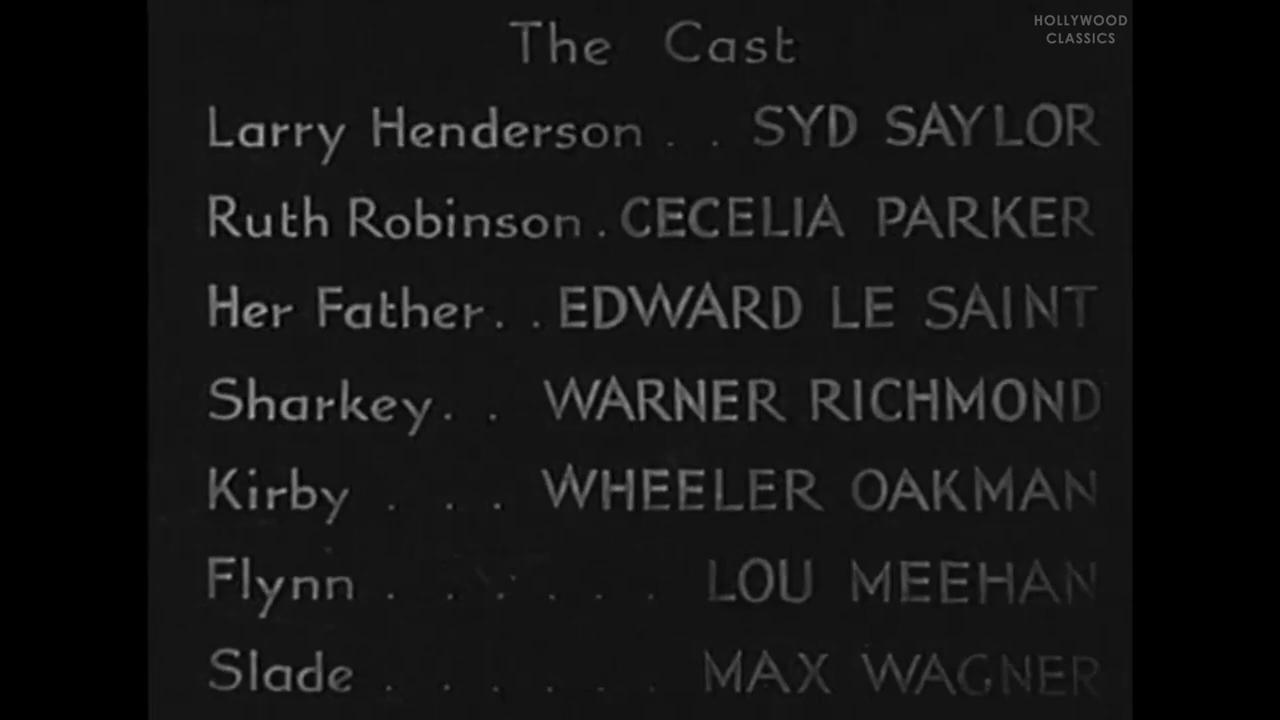 HOLLYWOOD
CLASSICS
The Cast
Larry Henderson . . SYD SAYLOR
Ruth Robinson . CECELIA PARKER
Her Father . . EDWARD LE SAINT
Sharkey . . WARNER RICHMOND
Kirby . . . WHEELER OAKMAN
Flynn . . . . . . LOU MEEHAN
Slade . . . . . . MAX WAGNER